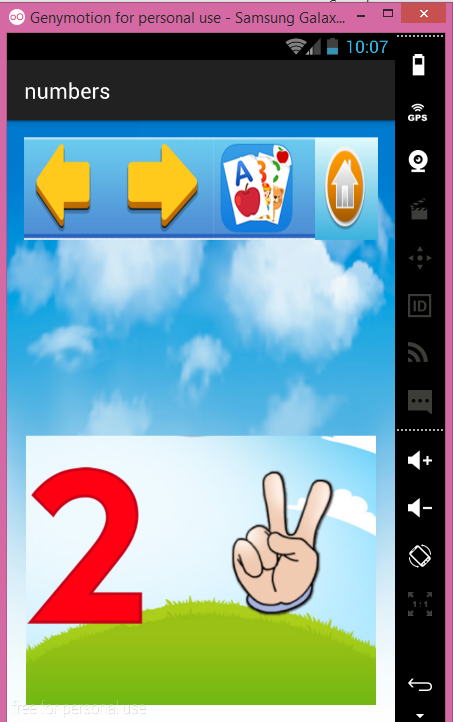 Genymotion for personal use - Samsung Galax...
10:07
numbers
GPS
A
ID
1:1
2
free for personal use